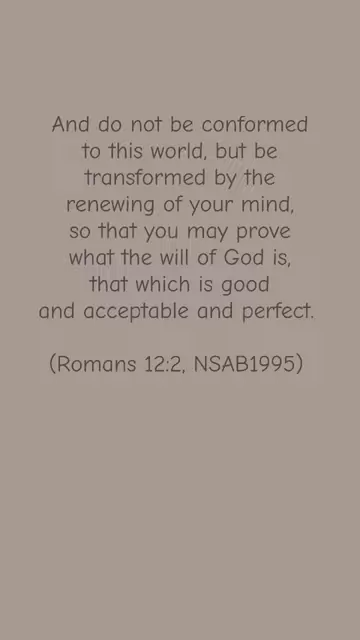 And do not be conformed
to this world, but be
transformed by the
renewing of your mind,
so that you may prove
what the will of God is,
that which is good
and acceptable and perfect.
(Romans 12:2, NSAB1995)